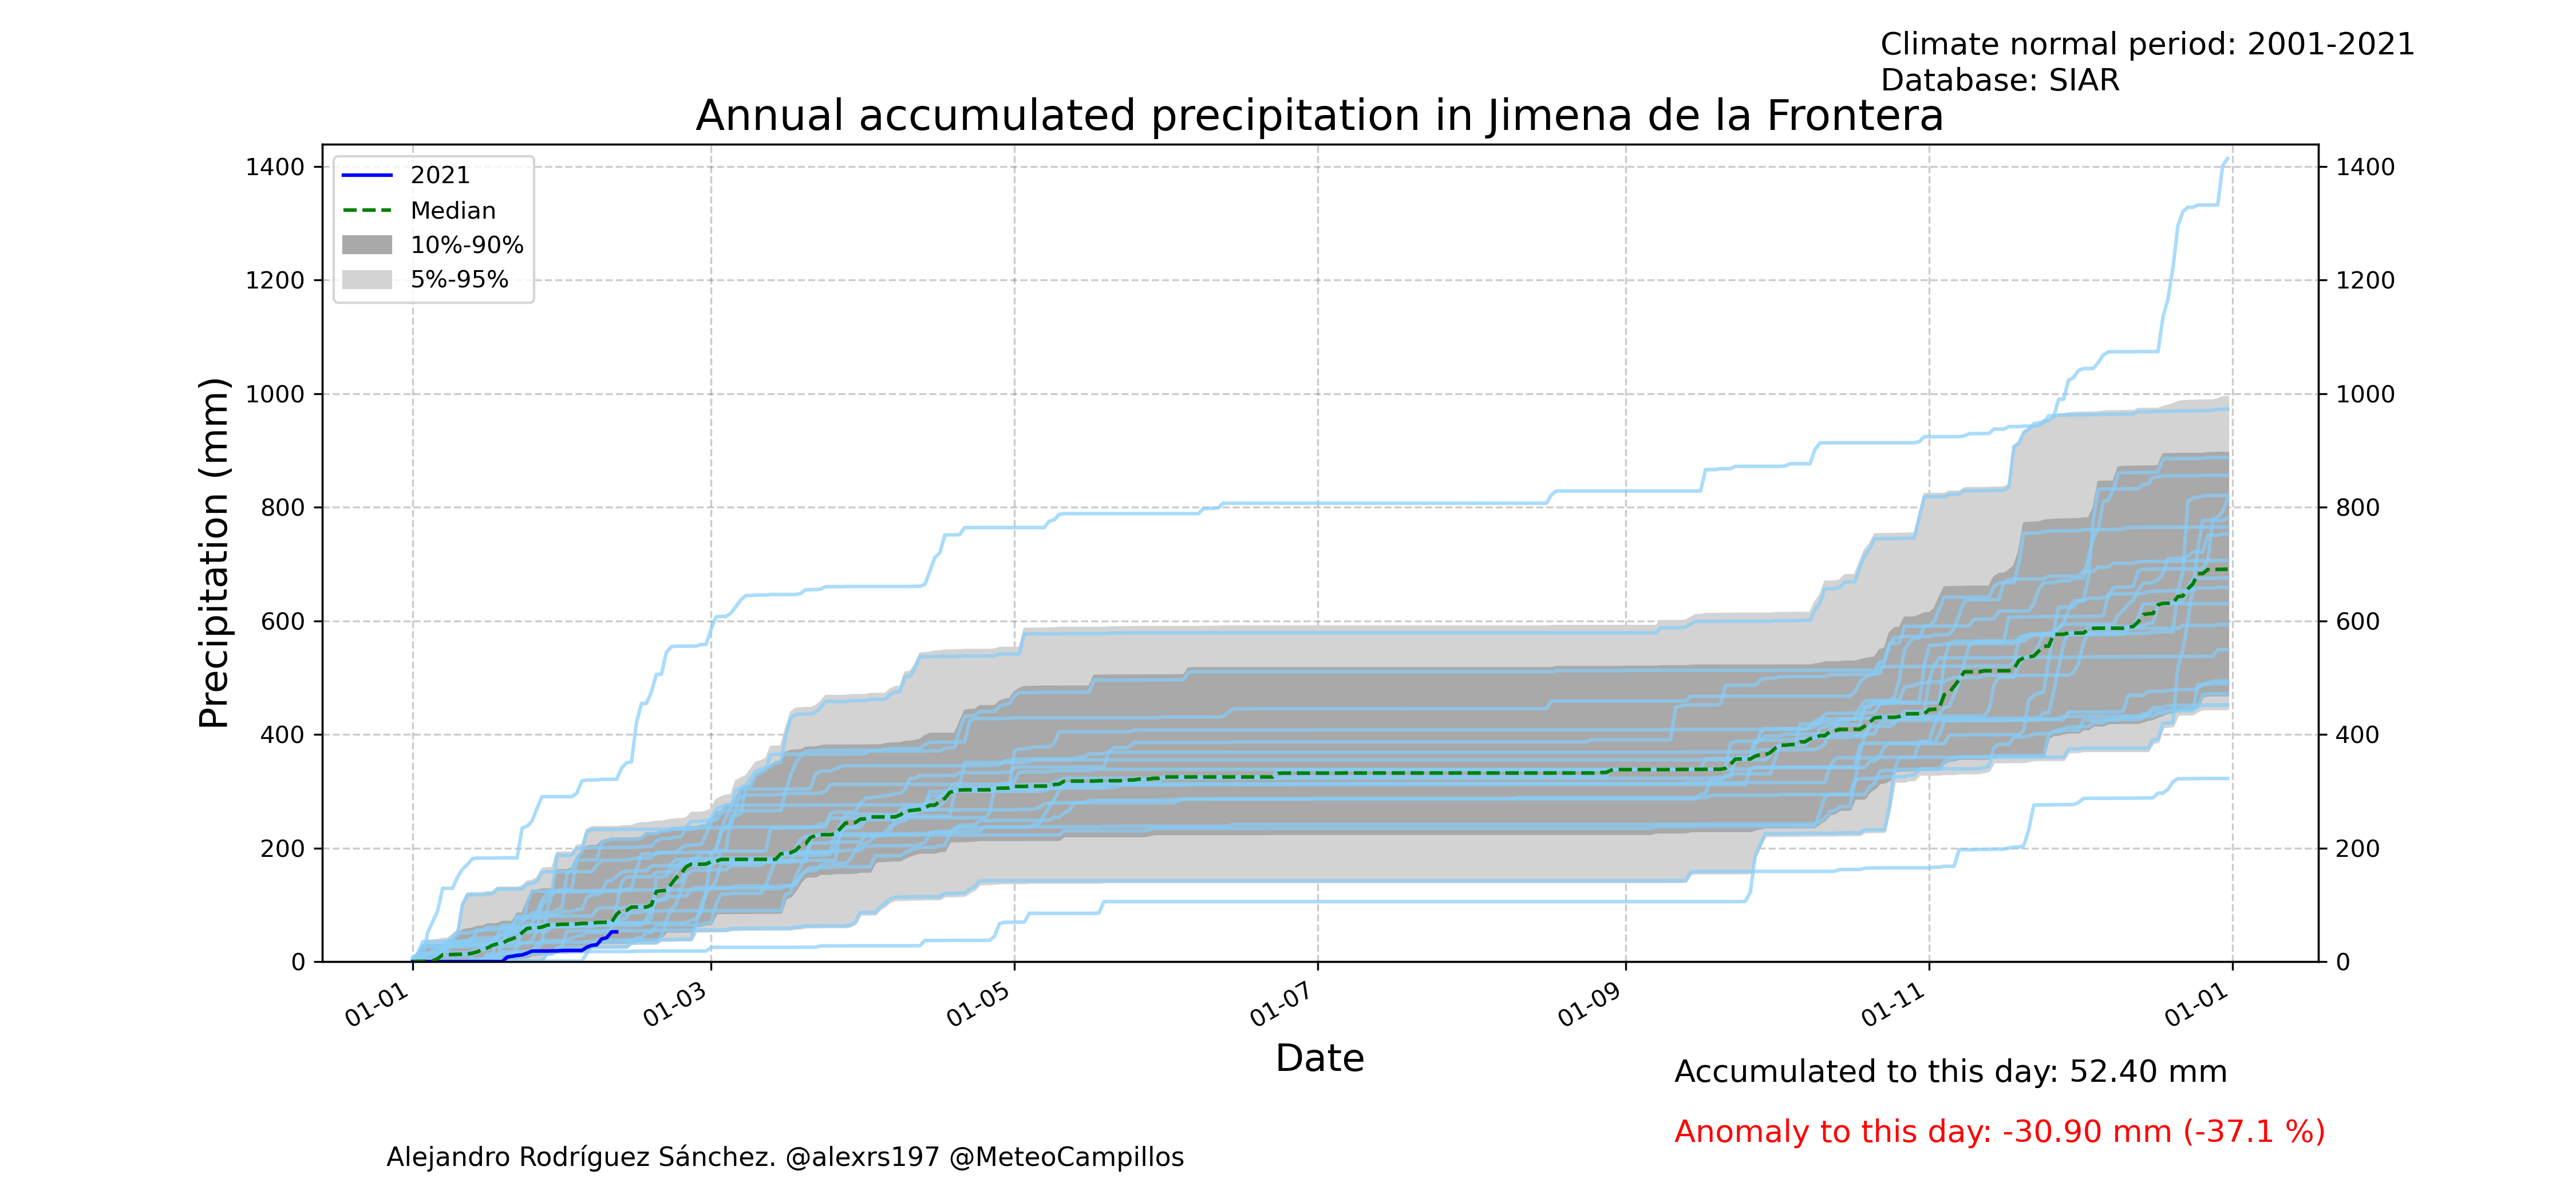 Climate normal period: 2001-2021
Database: SIAR
Annual accumulated precipitation in Jimena de la Frontera
2021
Median
10%-90%
5%-95%
Precipitation (mm)
1400
1200
1000
800
600
400
200
0
1400
1200
1000
800
600
400
200
0
01-01
01-03
01-05
01-07
01-09
01-11
01-01
Date
Accumulated to this day: 52.40 mm
Anomaly to this day: -30.90 mm (-37.1 %)
Alejandro Rodríguez Sánchez. @alexrs197 @MeteoCampillos